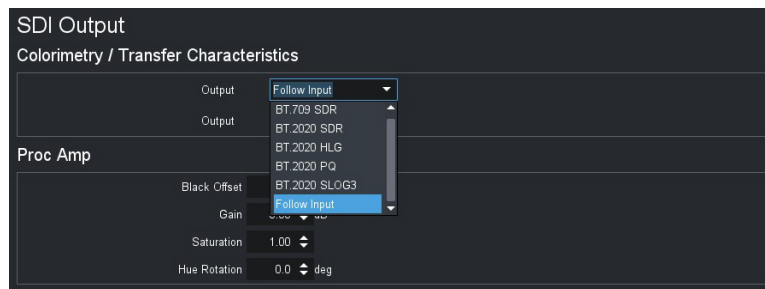 SDI Output
Colorimetry / Transfer Characteristics
Output Follow Input
BT.709 SDR
Output
BT.2020 SDR
BT.2020 HLG
BT.2020 PQ
BT.2020 SLOG3
Follow Input
Proc Amp
Black Offset
Gain
Saturation 1.00
Hue Rotation 0.0 deg